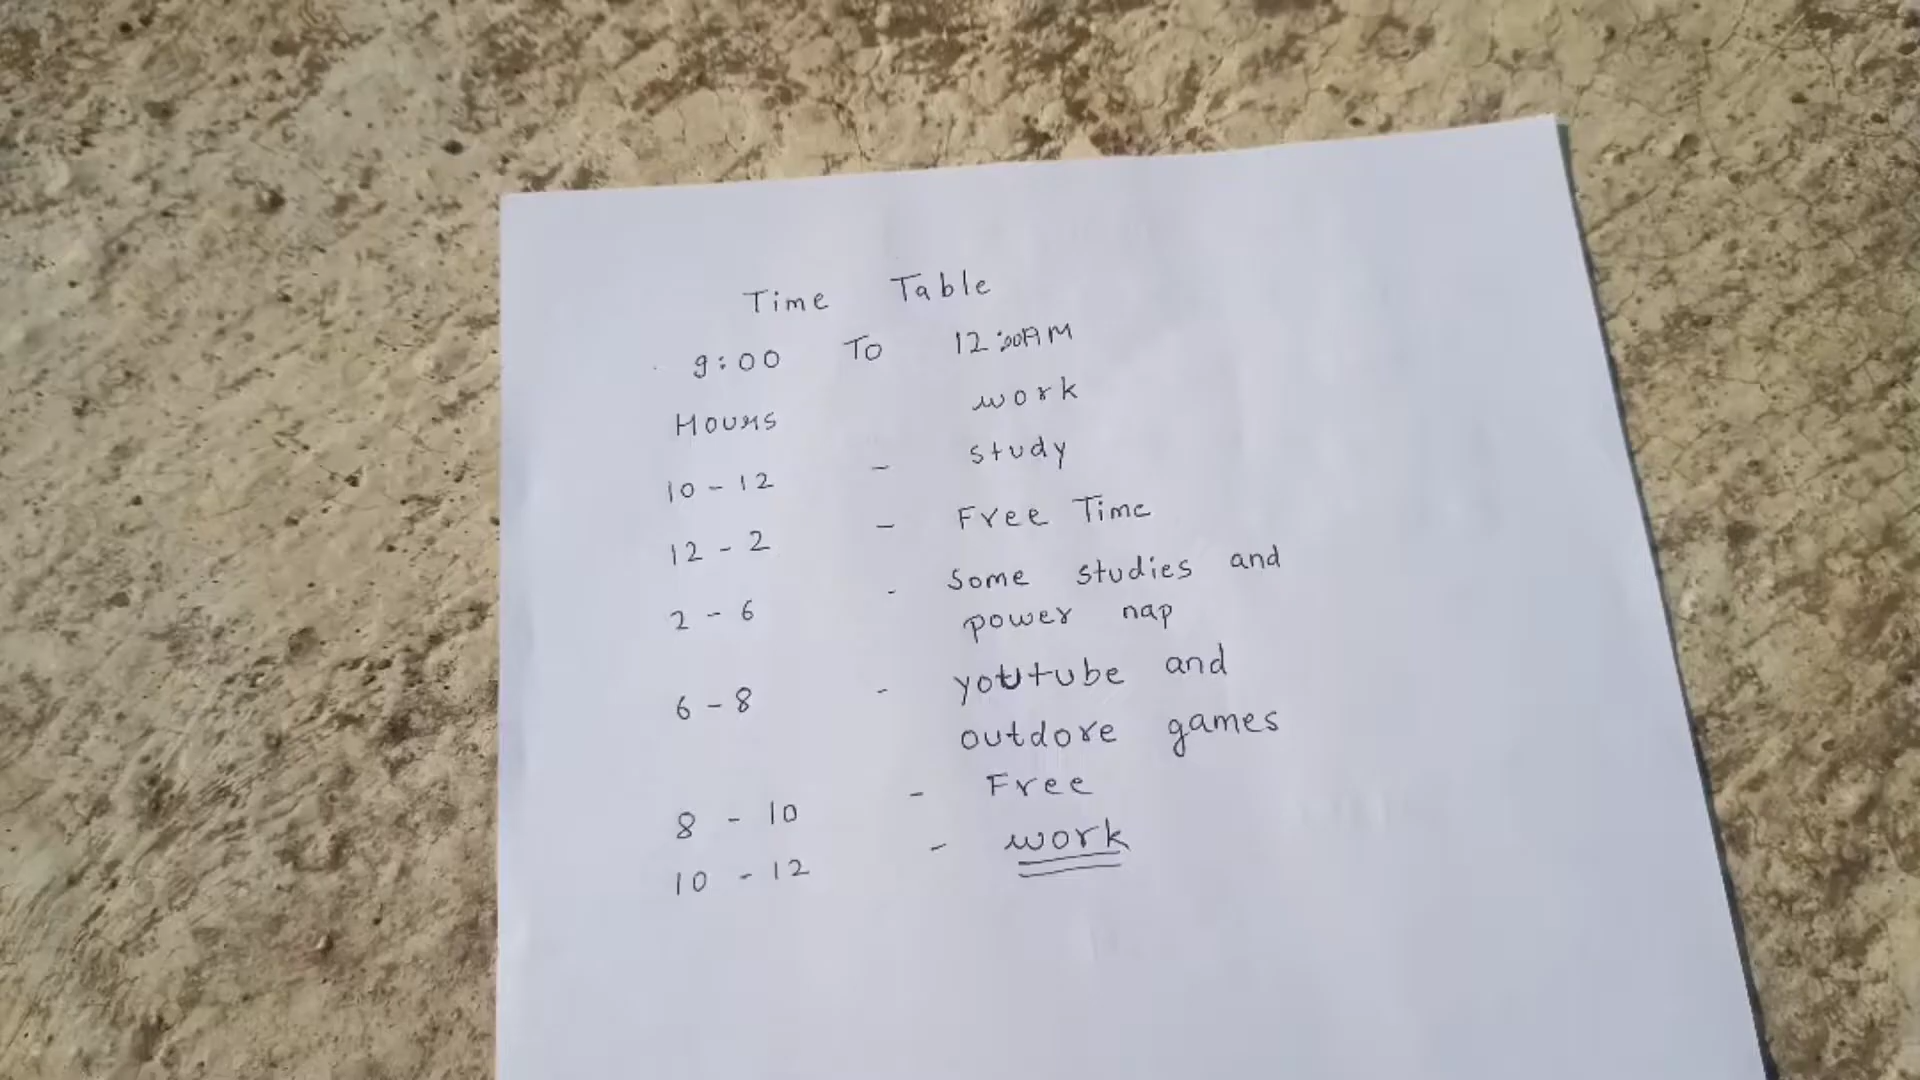 Time Table
9:00 To 12:00AM
Hours work
10 - 12 - study
12 - 2 - Free Time
2 - 6 - Some studies and
power nap
6 - 8 - youtube and
outdore games
8 - 10 - Free
10 - 12 - work